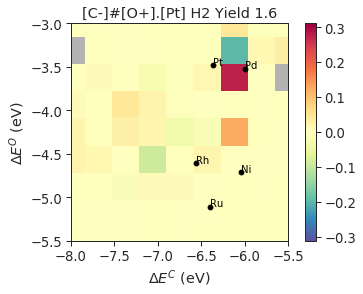 [C-]#[O+].[Pt] H2 Yield 1.6
−3.0
−3.5
−4.0
−4.5
−5.0
−5.5
ΔE^O (eV)
Pt
Pd
Rh
Ni
Ru
−8.0 −7.5 −7.0 −6.5 −6.0 −5.5
ΔE^C (eV)
0.3
0.2
0.1
0.0
−0.1
−0.2
−0.3